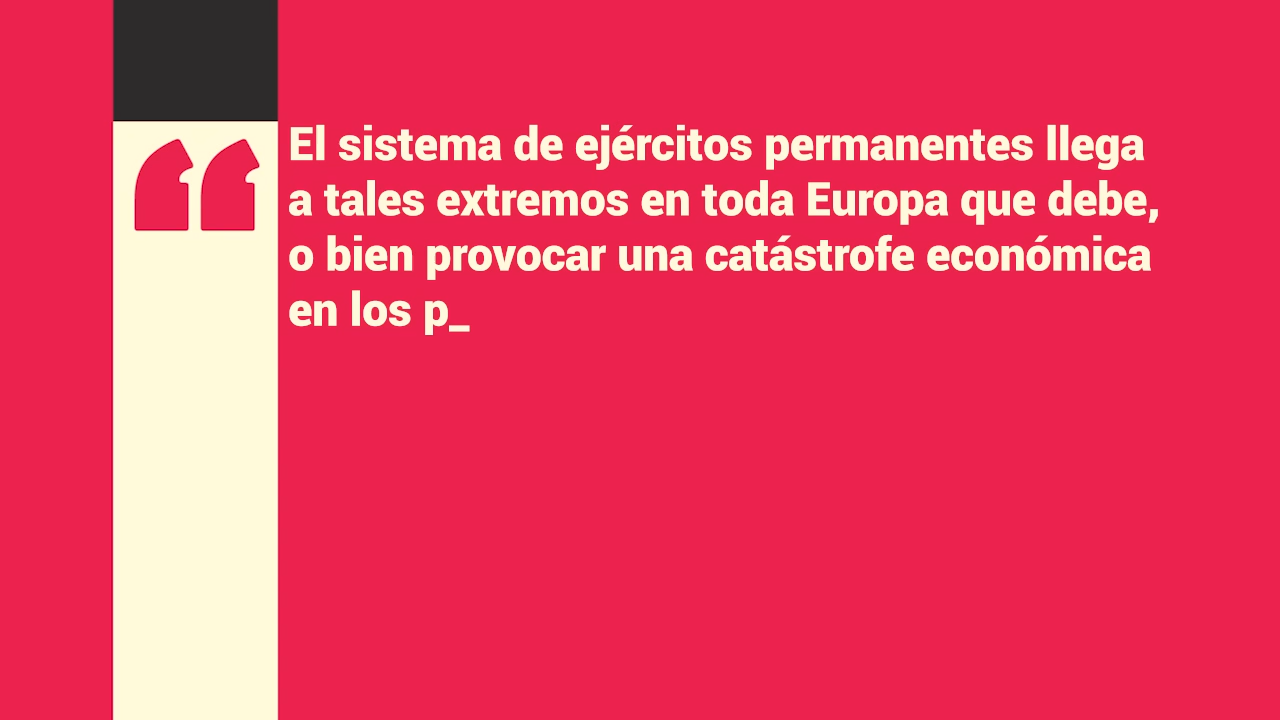 “
El sistema de ejércitos permanentes llega
a tales extremos en toda Europa que debe,
o bien provocar una catástrofe económica
en los p_